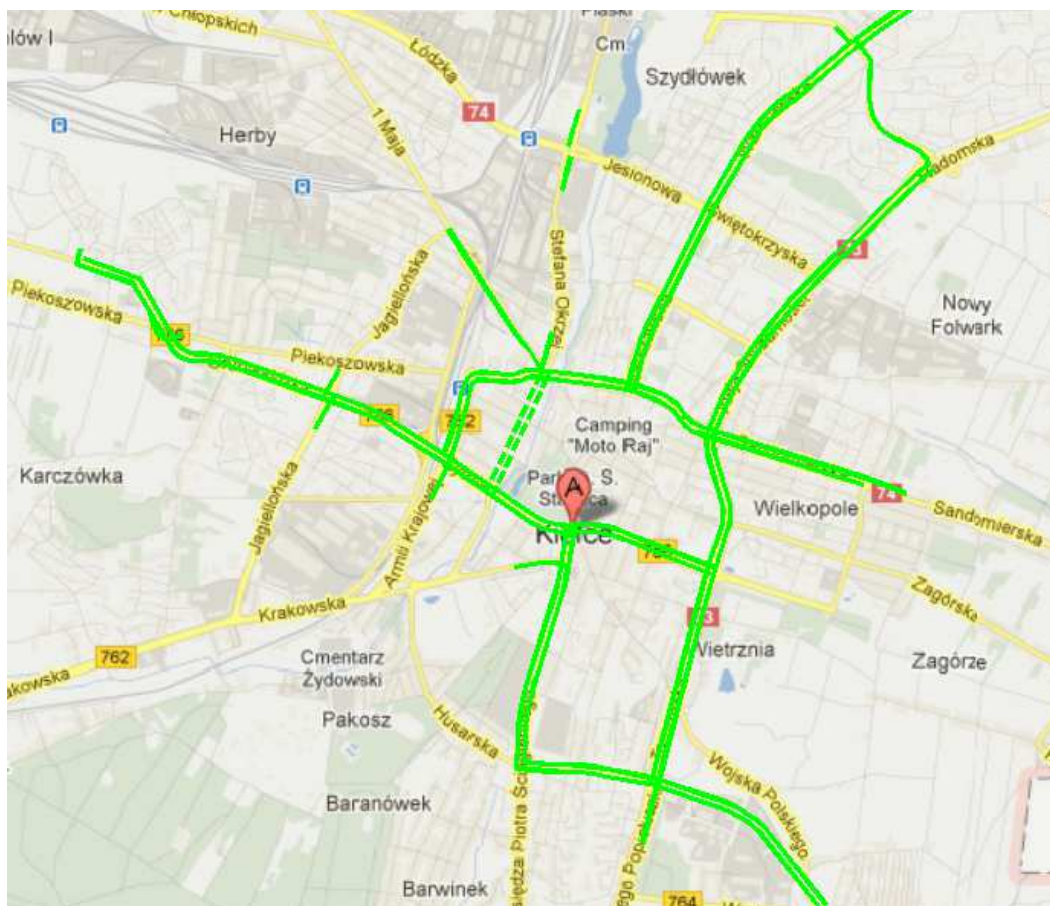 Chłopskich
Piaski
Cm.
Łódzka
Szydłówek
74
1 Maja
Herby
Jesionowa
Radomska
Świętokrzyska
Stefana Okrzei
Jagiellońska
Piekoszowska
Nowy
Folwark
Piekoszowska
762
Camping
"Moto Raj"
Karczówka
A
74
Wielkopole
Sandomierska
Kielce
Jagiellońska
Armii Krajowej
Krakowska
Zagórska
Wietrznia
762
Cmentarz
Żydowski
Zagórze
Krakowska
Pakosz
Husarska
Wojska Polskiego
Baranówek
Barwinek
764